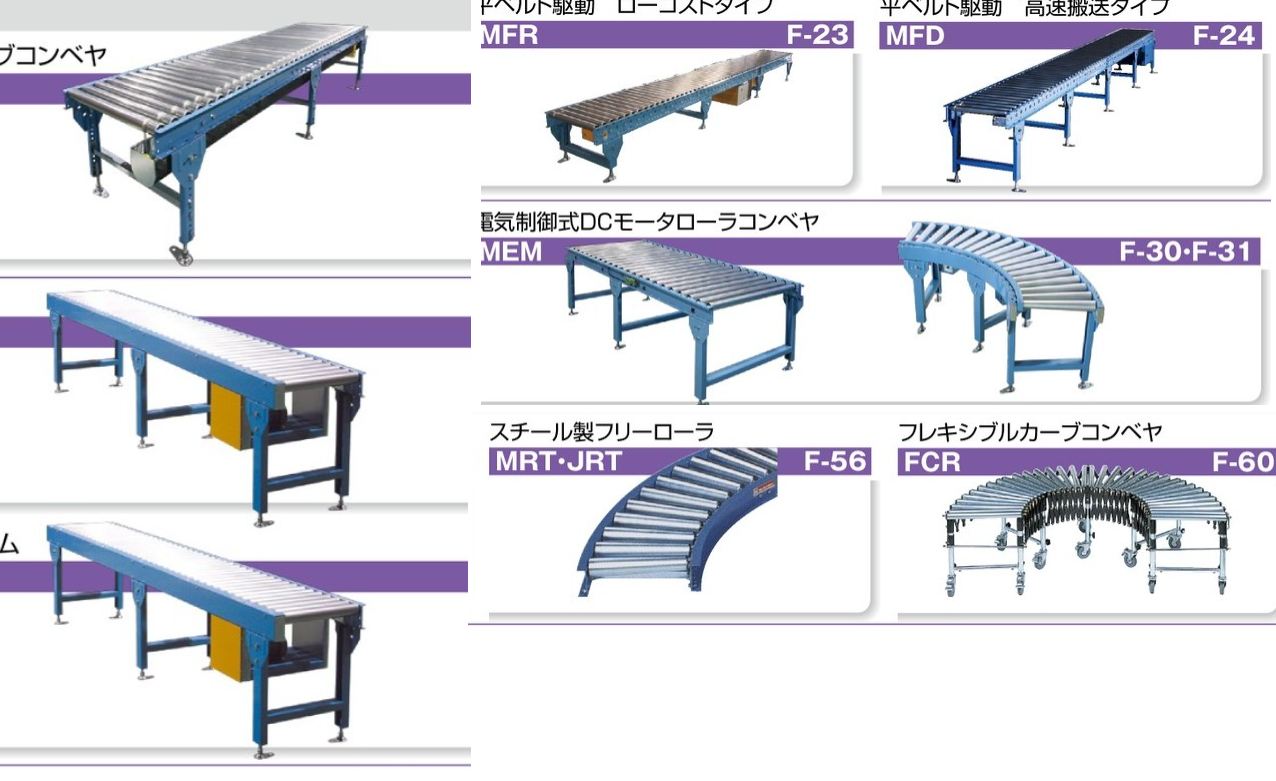 ブコンベヤ
ム
平ベルト駆動 ローコストタイプ
MFR F-23
平ベルト駆動 高速搬送タイプ
MFD F-24
電気制御式DCモータローラコンベヤ
MEM F-30・F-31
スチール製フリーローラ
MRT・JRT F-56
フレキシブルカーブコンベヤ
FCR F-60